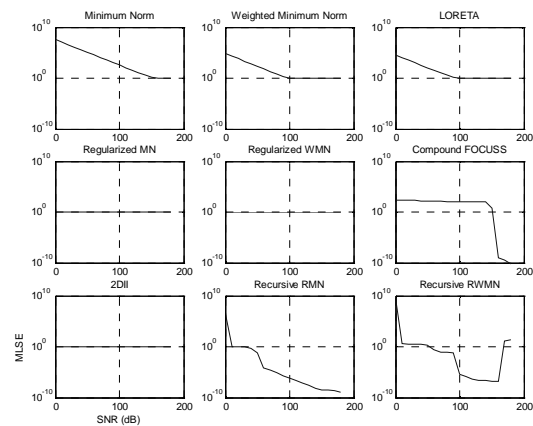 Minimum Norm
10^10
10^0
10^-10
0 100 200
Weighted Minimum Norm
10^10
10^0
10^-10
0 100 200
LORETA
10^10
10^0
10^-10
0 100 200
Regularized MN
10^10
10^0
10^-10
0 100 200
Regularized WMN
10^10
10^0
10^-10
0 100 200
Compound FOCUSS
10^10
10^0
10^-10
0 100 200
2DII
10^10
10^0
10^-10
0 100 200
MLSE
SNR (dB)
Recursive RMN
10^10
10^0
10^-10
0 100 200
Recursive RWMN
10^10
10^0
10^-10
0 100 200